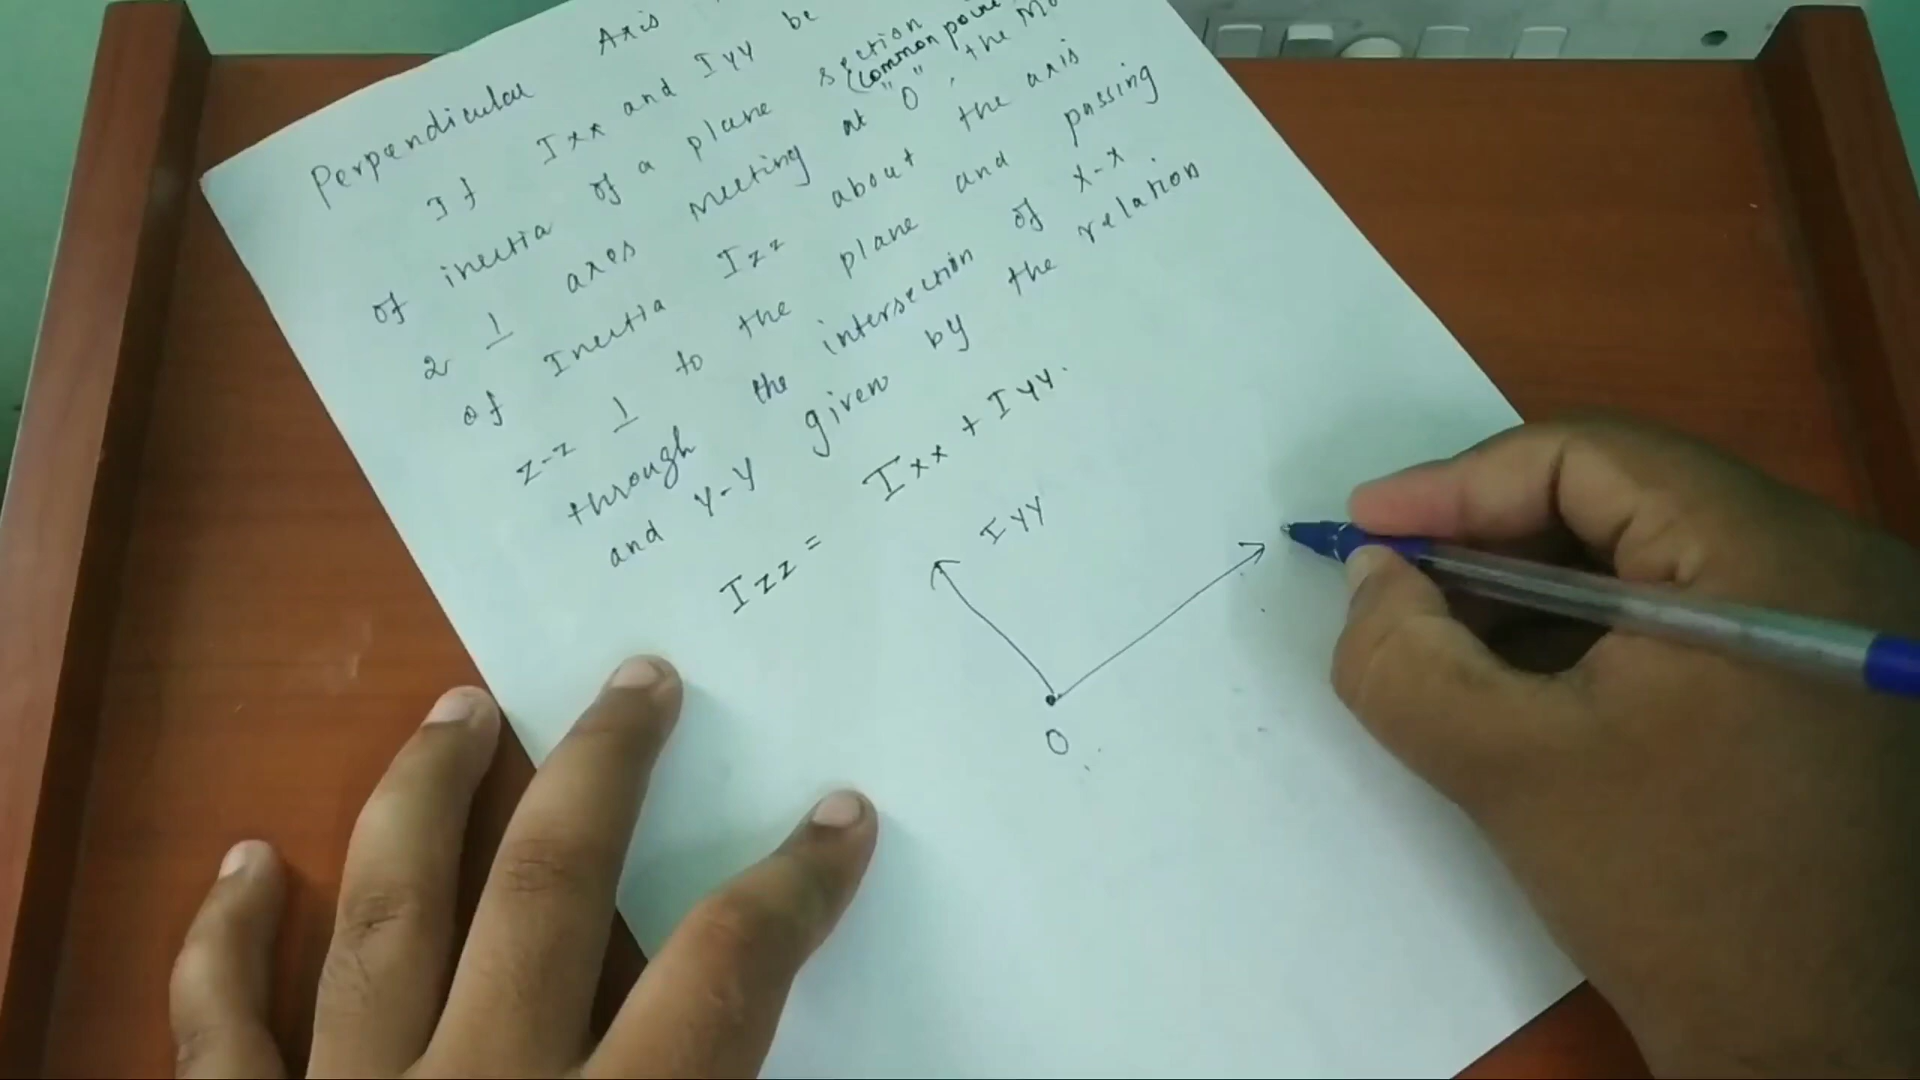 Perpendicular Axis
If Ixx and Iyy be
of inertia of a plane section
(Common point
2 ⊥ axes meeting at "O", the Mo
of Inertia Izz about the axis
z-z ⊥ to the plane and passing
through the intersection of x-x
and y-y given by the relation
Izz = Ixx + Iyy.
Iyy
O